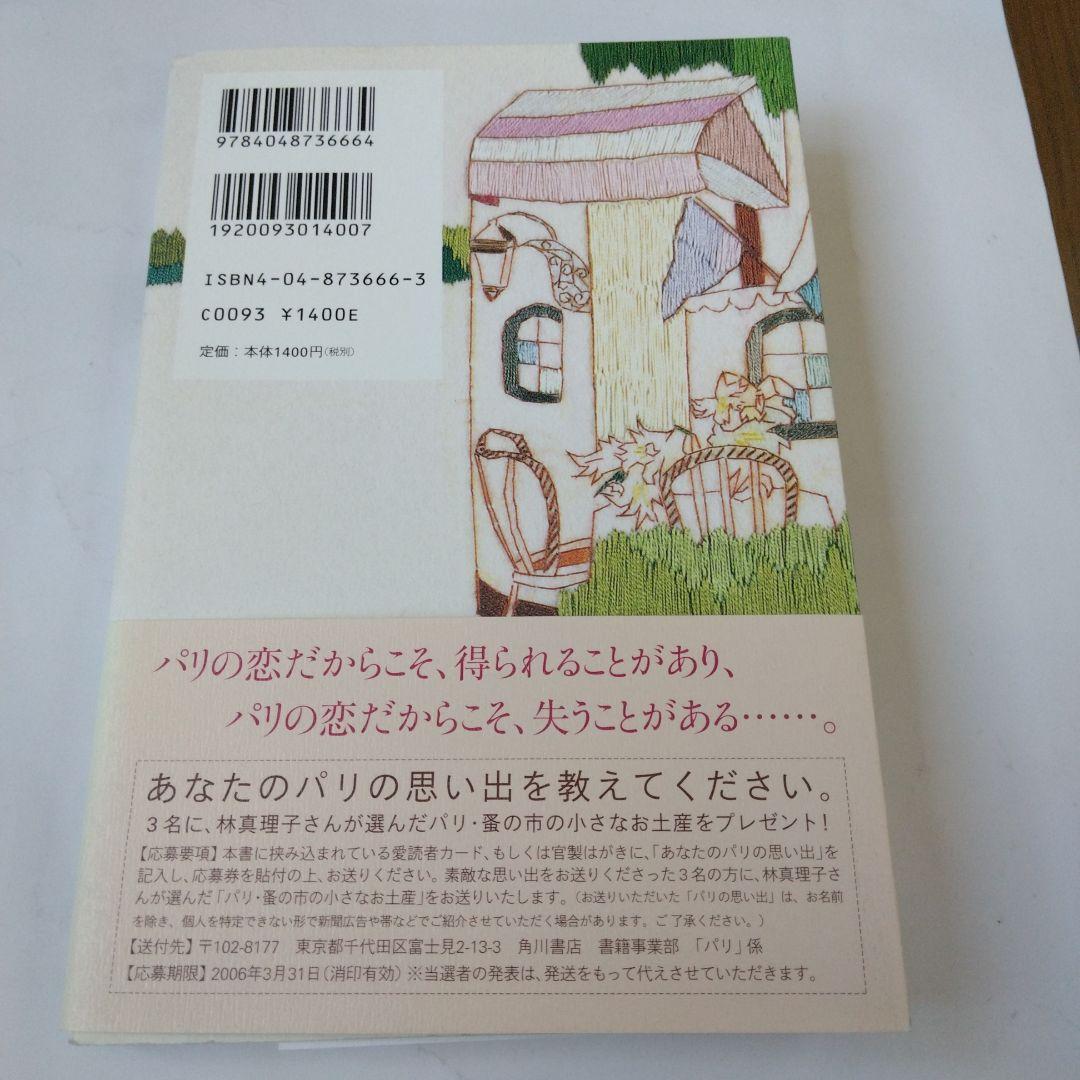 9784048736664
1920093014007
ISBN4-04-873666-3
C0093 ¥1400E
定価：本体1400円（税別）
パリの恋だからこそ、得られることがあり、
パリの恋だからこそ、失うことがある……。
あなたのパリの思い出を教えてください。
3名に、林真理子さんが選んだパリ・蚤の市の小さなお土産をプレゼント！
【応募要項】本書に挟み込まれている愛読者カード、もしくは官製はがきに、「あなたのパリの思い出」を
記入し、応募券を貼付の上、お送りください。素敵な思い出をお送りくださった3名の方に、林真理子さ
んが選んだ「パリ・蚤の市の小さなお土産」をお送りいたします。（お送りいただいた「パリの思い出」は、お名前
を除き、個人を特定できない形で新聞広告や帯などでご紹介させていただく場合があります。ご了承ください。）
【送付先】〒102-8177 東京都千代田区富士見2-13-3 角川書店 書籍事業部 「パリ」係
【応募期限】2006年3月31日（消印有効）※当選者の発表は、発送をもって代えさせていただきます。